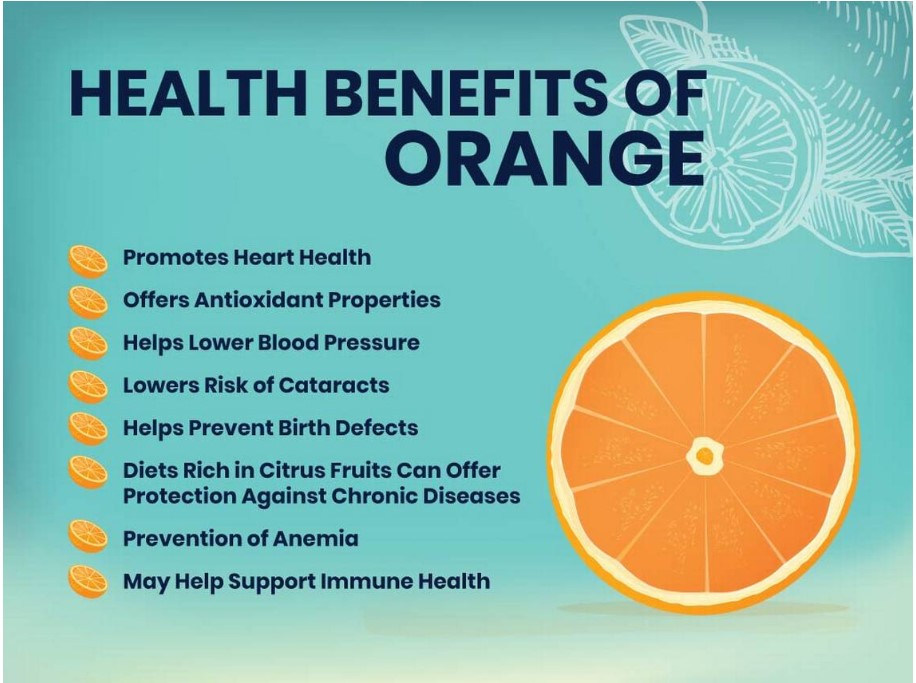 HEALTH BENEFITS OF
ORANGE
Promotes Heart Health
Offers Antioxidant Properties
Helps Lower Blood Pressure
Lowers Risk of Cataracts
Helps Prevent Birth Defects
Diets Rich in Citrus Fruits Can Offer
Protection Against Chronic Diseases
Prevention of Anemia
May Help Support Immune Health